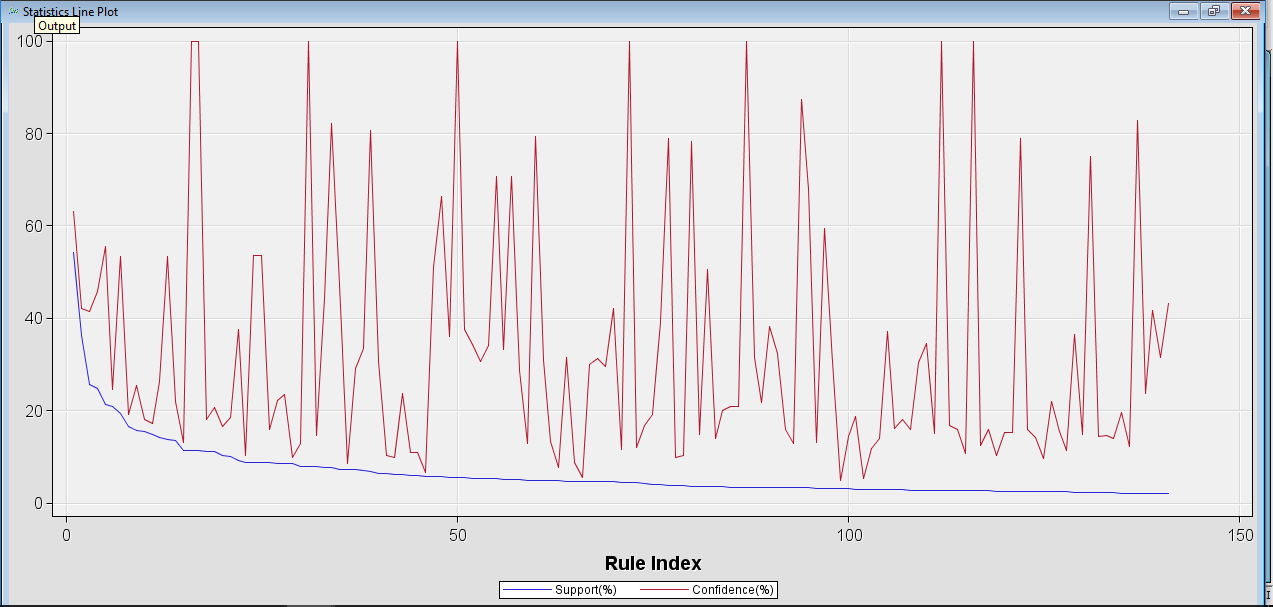 Statistics Line Plot
Output
100
80
60
40
20
0
0 50 100 150
Rule Index
Support(%) Confidence(%)